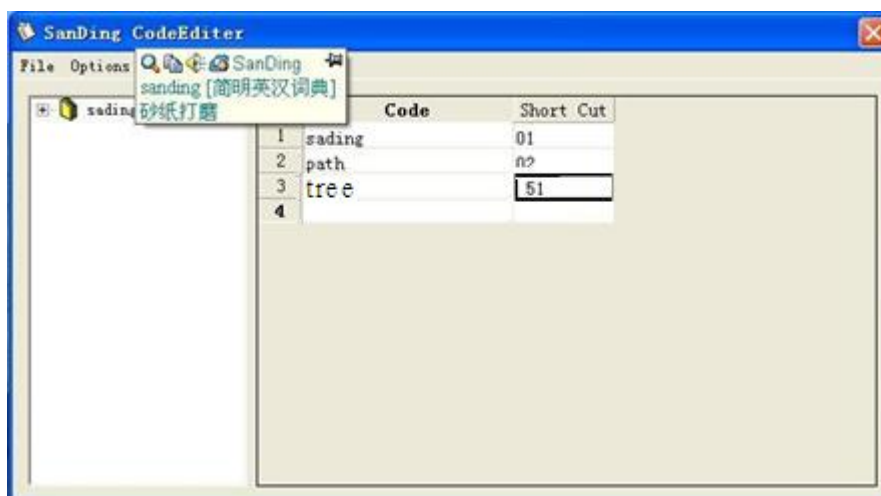 SanDing CodeEditer
File Options
SanDing
sanding [简明英汉词典]
砂纸打磨
sading
Code Short Cut
1 sading 01
2 path 02
3 tree 51
4